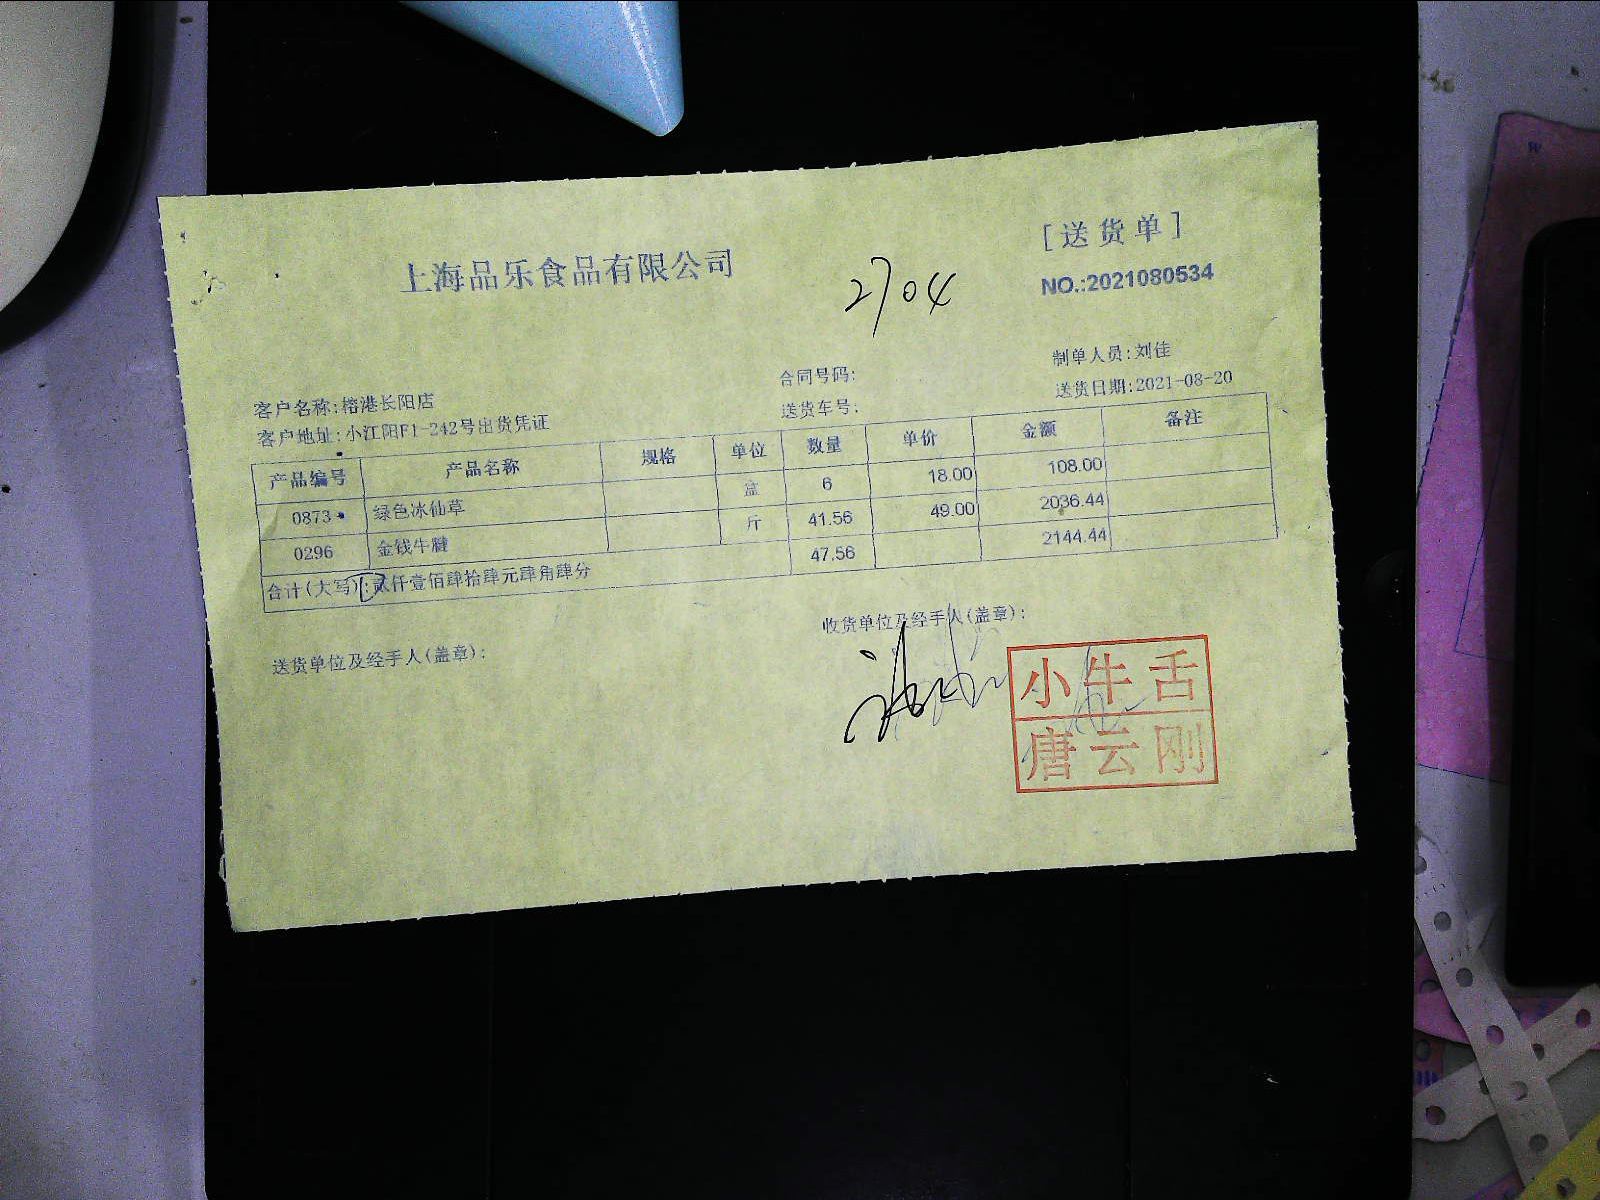 [送货单]
上海品乐食品有限公司
2704
NO.:2021080534
制单人员:刘佳
合同号码:
客户名称:榕港长阳店
送货日期:2021-08-20
送货车号:
客户地址:小江阳F1-242号出货凭证
产品编号 产品名称 规格 单位 数量 单价 金额 备注
0873 绿色冰仙草 盒 6 18.00 108.00
0296 金钱牛腱 斤 41.56 49.00 2036.44
合计(大写):贰仟壹佰肆拾肆元肆角肆分 47.56 2144.44
收货单位及经手人(盖章):
送货单位及经手人(盖章):
小牛舌
唐云刚